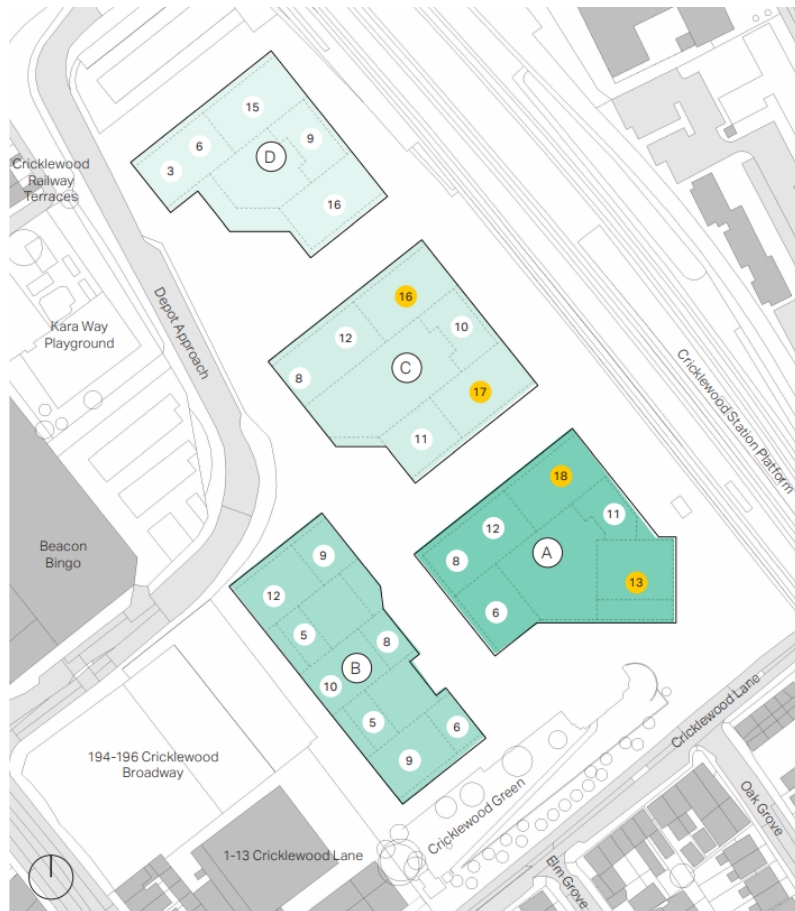 15
6
9
D
3
16
Cricklewood
Railway
Terraces
16
12
10
Depot Approach
Kara Way
Playground
C
8
17
11
Cricklewood Station Platform
18
11
12
A
8
13
6
Beacon
Bingo
9
12
5
8
B
10
5
6
9
194-196 Cricklewood
Broadway
Cricklewood Lane
Cricklewood Green
Oak Grove
1-13 Cricklewood Lane
Elm Grove